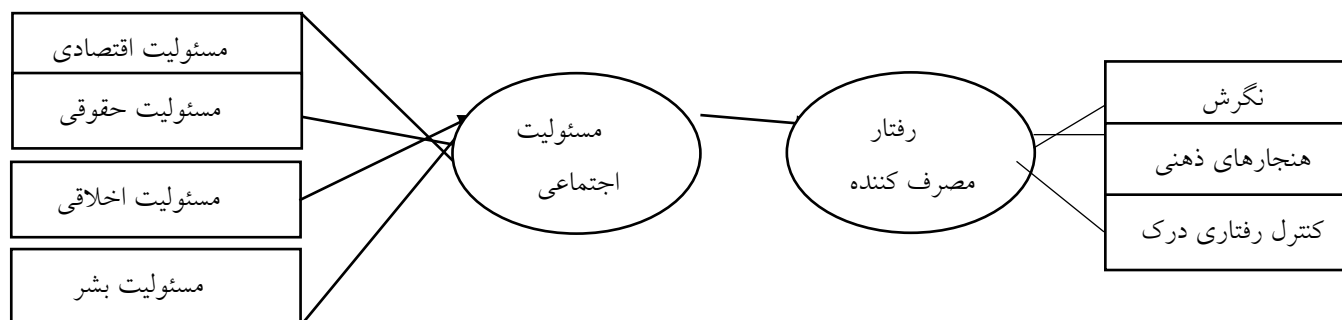 مسئولیت اقتصادی
مسئولیت حقوقی
مسئولیت اخلاقی
مسئولیت بشر
مسئولیت
اجتماعی
رفتار
مصرف کننده
نگرش
هنجارهای ذهنی
کنترل رفتاری درک